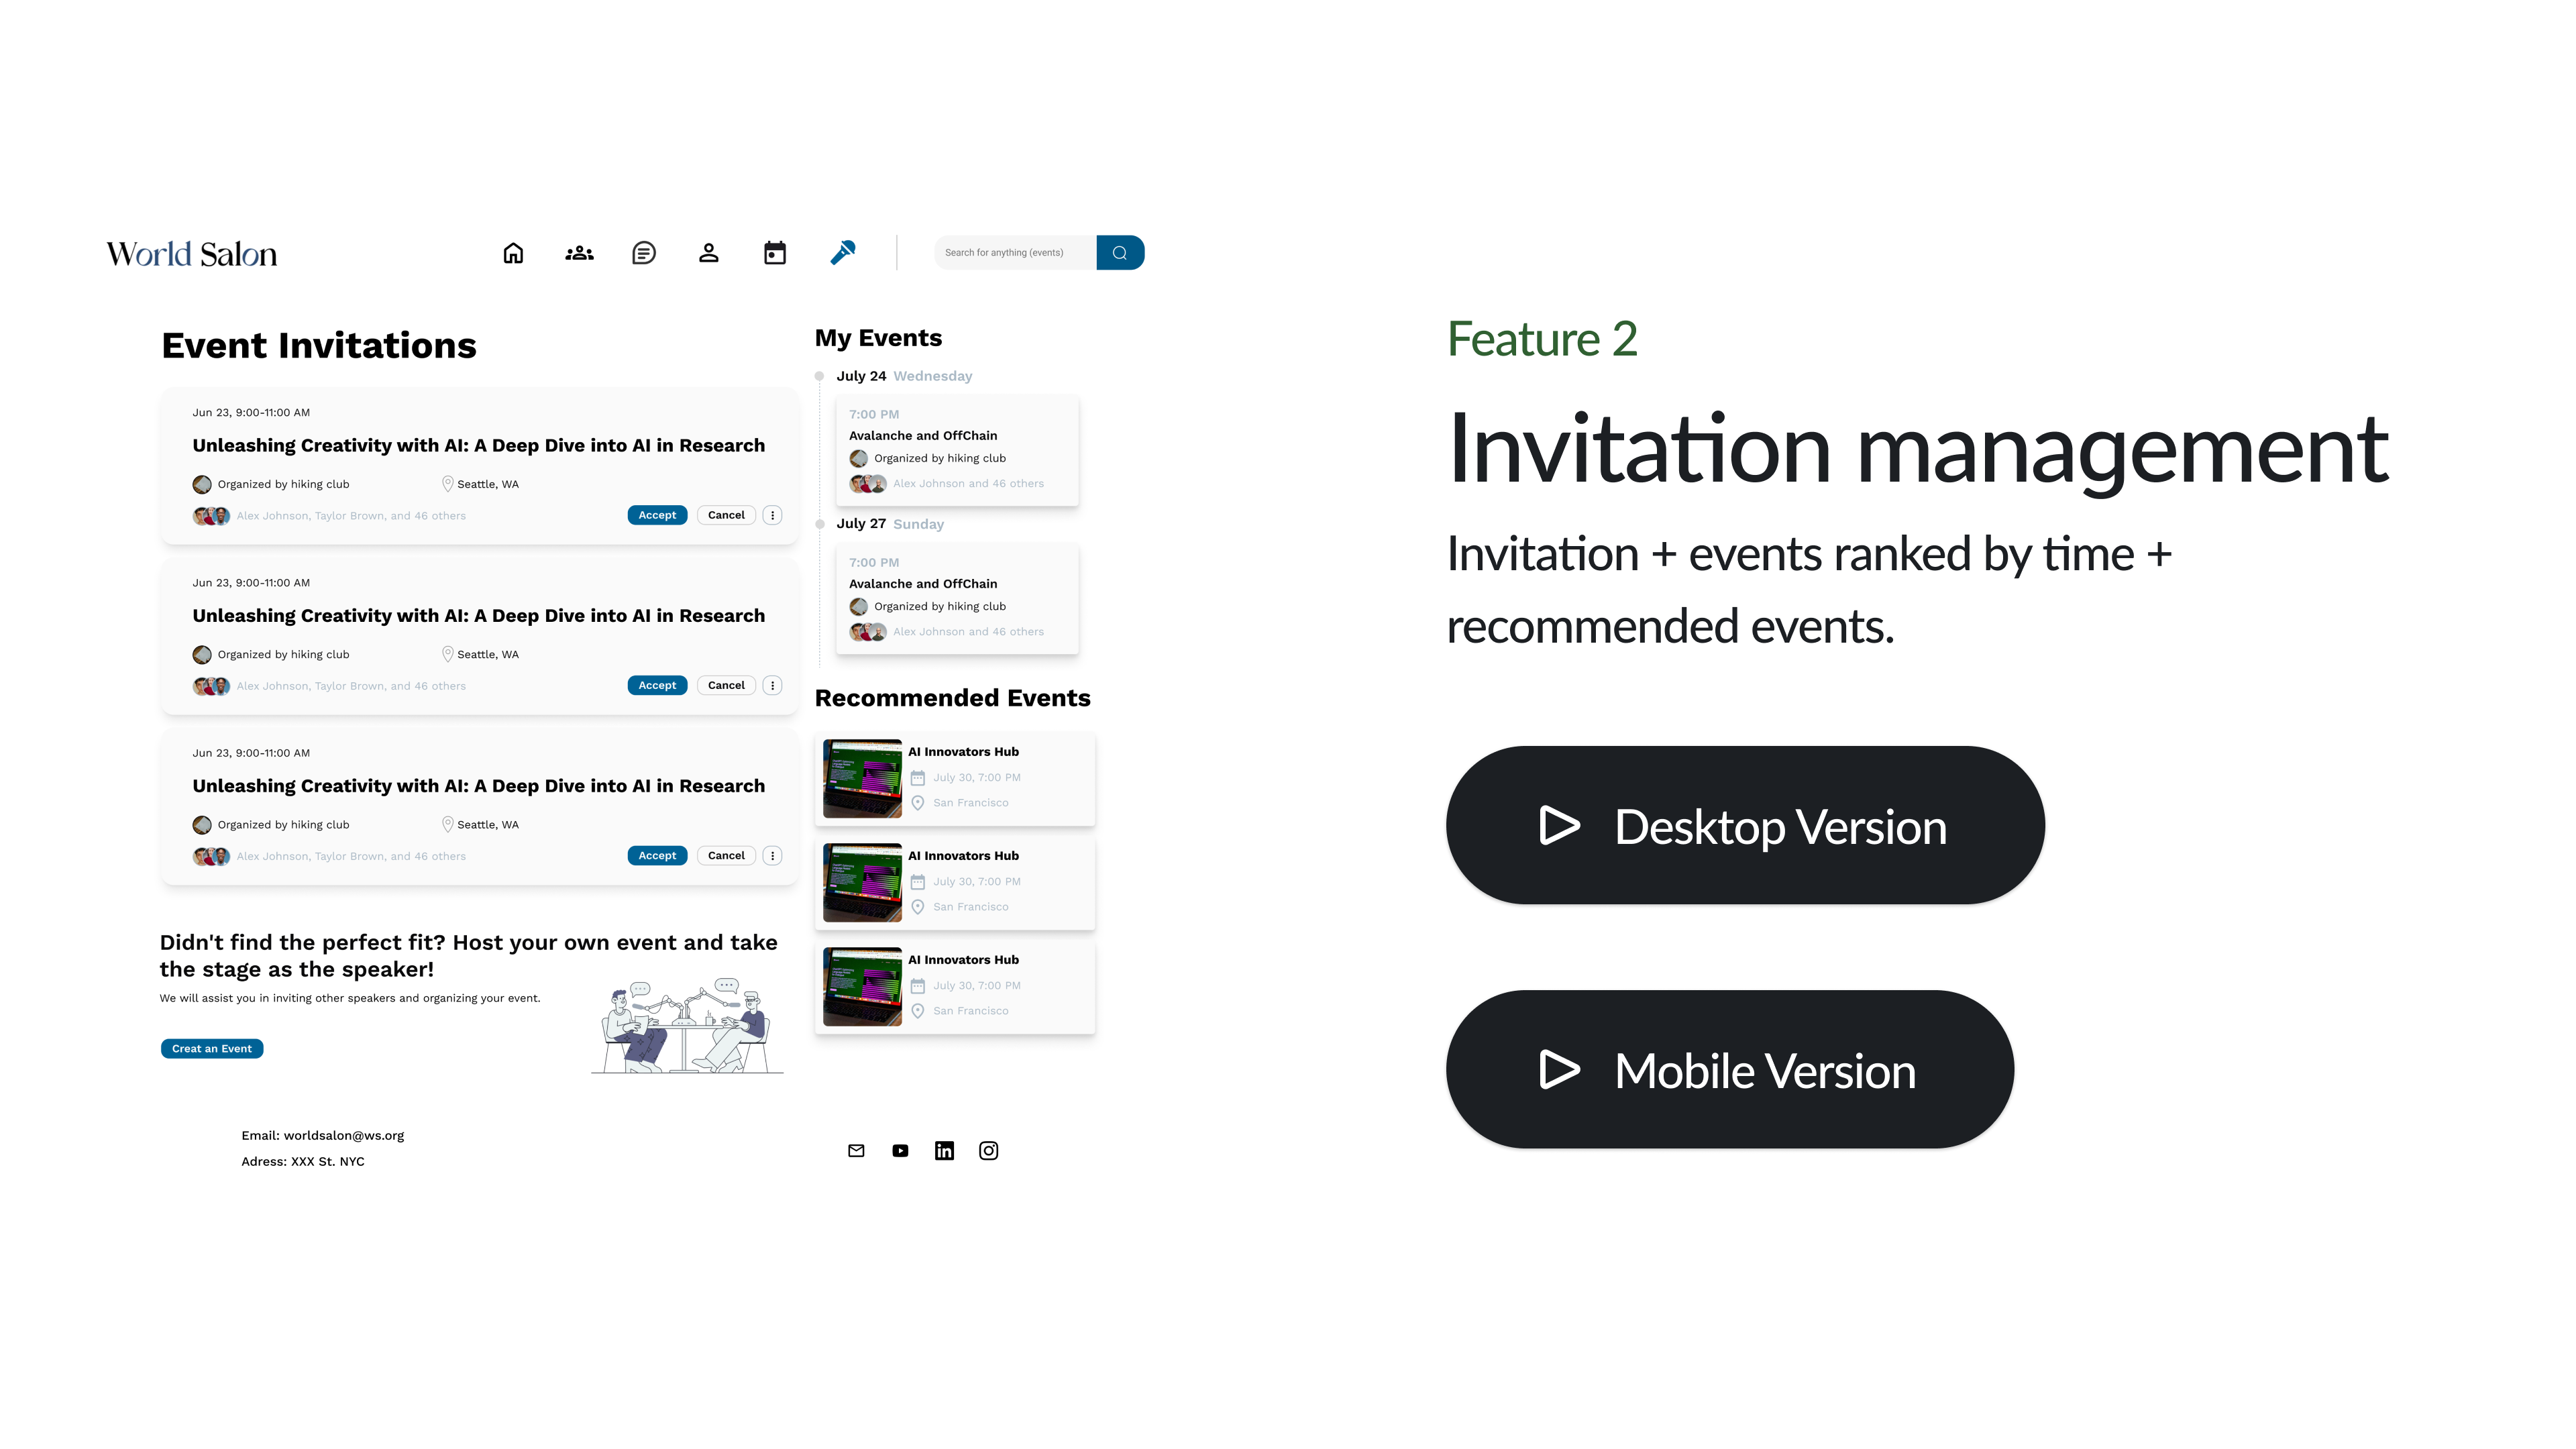 World Salon
Search for anything (events)
Event Invitations
Jun 23, 9:00-11:00 AM
Unleashing Creativity with AI: A Deep Dive into AI in Research
Organized by hiking club
Seattle, WA
Alex Johnson, Taylor Brown, and 46 others
Accept
Cancel
Jun 23, 9:00-11:00 AM
Unleashing Creativity with AI: A Deep Dive into AI in Research
Organized by hiking club
Seattle, WA
Alex Johnson, Taylor Brown, and 46 others
Accept
Cancel
Jun 23, 9:00-11:00 AM
Unleashing Creativity with AI: A Deep Dive into AI in Research
Organized by hiking club
Seattle, WA
Alex Johnson, Taylor Brown, and 46 others
Accept
Cancel
Didn't find the perfect fit? Host your own event and take
the stage as the speaker!
We will assist you in inviting other speakers and organizing your event.
Creat an Event
My Events
July 24 Wednesday
7:00 PM
Avalanche and OffChain
Organized by hiking club
Alex Johnson and 46 others
July 27 Sunday
7:00 PM
Avalanche and OffChain
Organized by hiking club
Alex Johnson and 46 others
Recommended Events
AI Innovators Hub
July 30, 7:00 PM
San Francisco
AI Innovators Hub
July 30, 7:00 PM
San Francisco
AI Innovators Hub
July 30, 7:00 PM
San Francisco
Email: worldsalon@ws.org
Adress: XXX St. NYC
Feature 2
Invitation management
Invitation + events ranked by time +
recommended events.
Desktop Version
Mobile Version